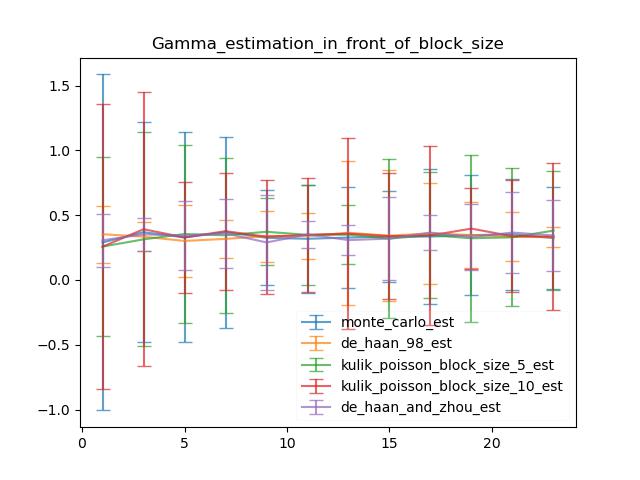 Gamma_estimation_in_front_of_block_size
1.5
1.0
0.5
0.0
−0.5
−1.0
monte_carlo_est
de_haan_98_est
kulik_poisson_block_size_5_est
kulik_poisson_block_size_10_est
de_haan_and_zhou_est
0 5 10 15 20